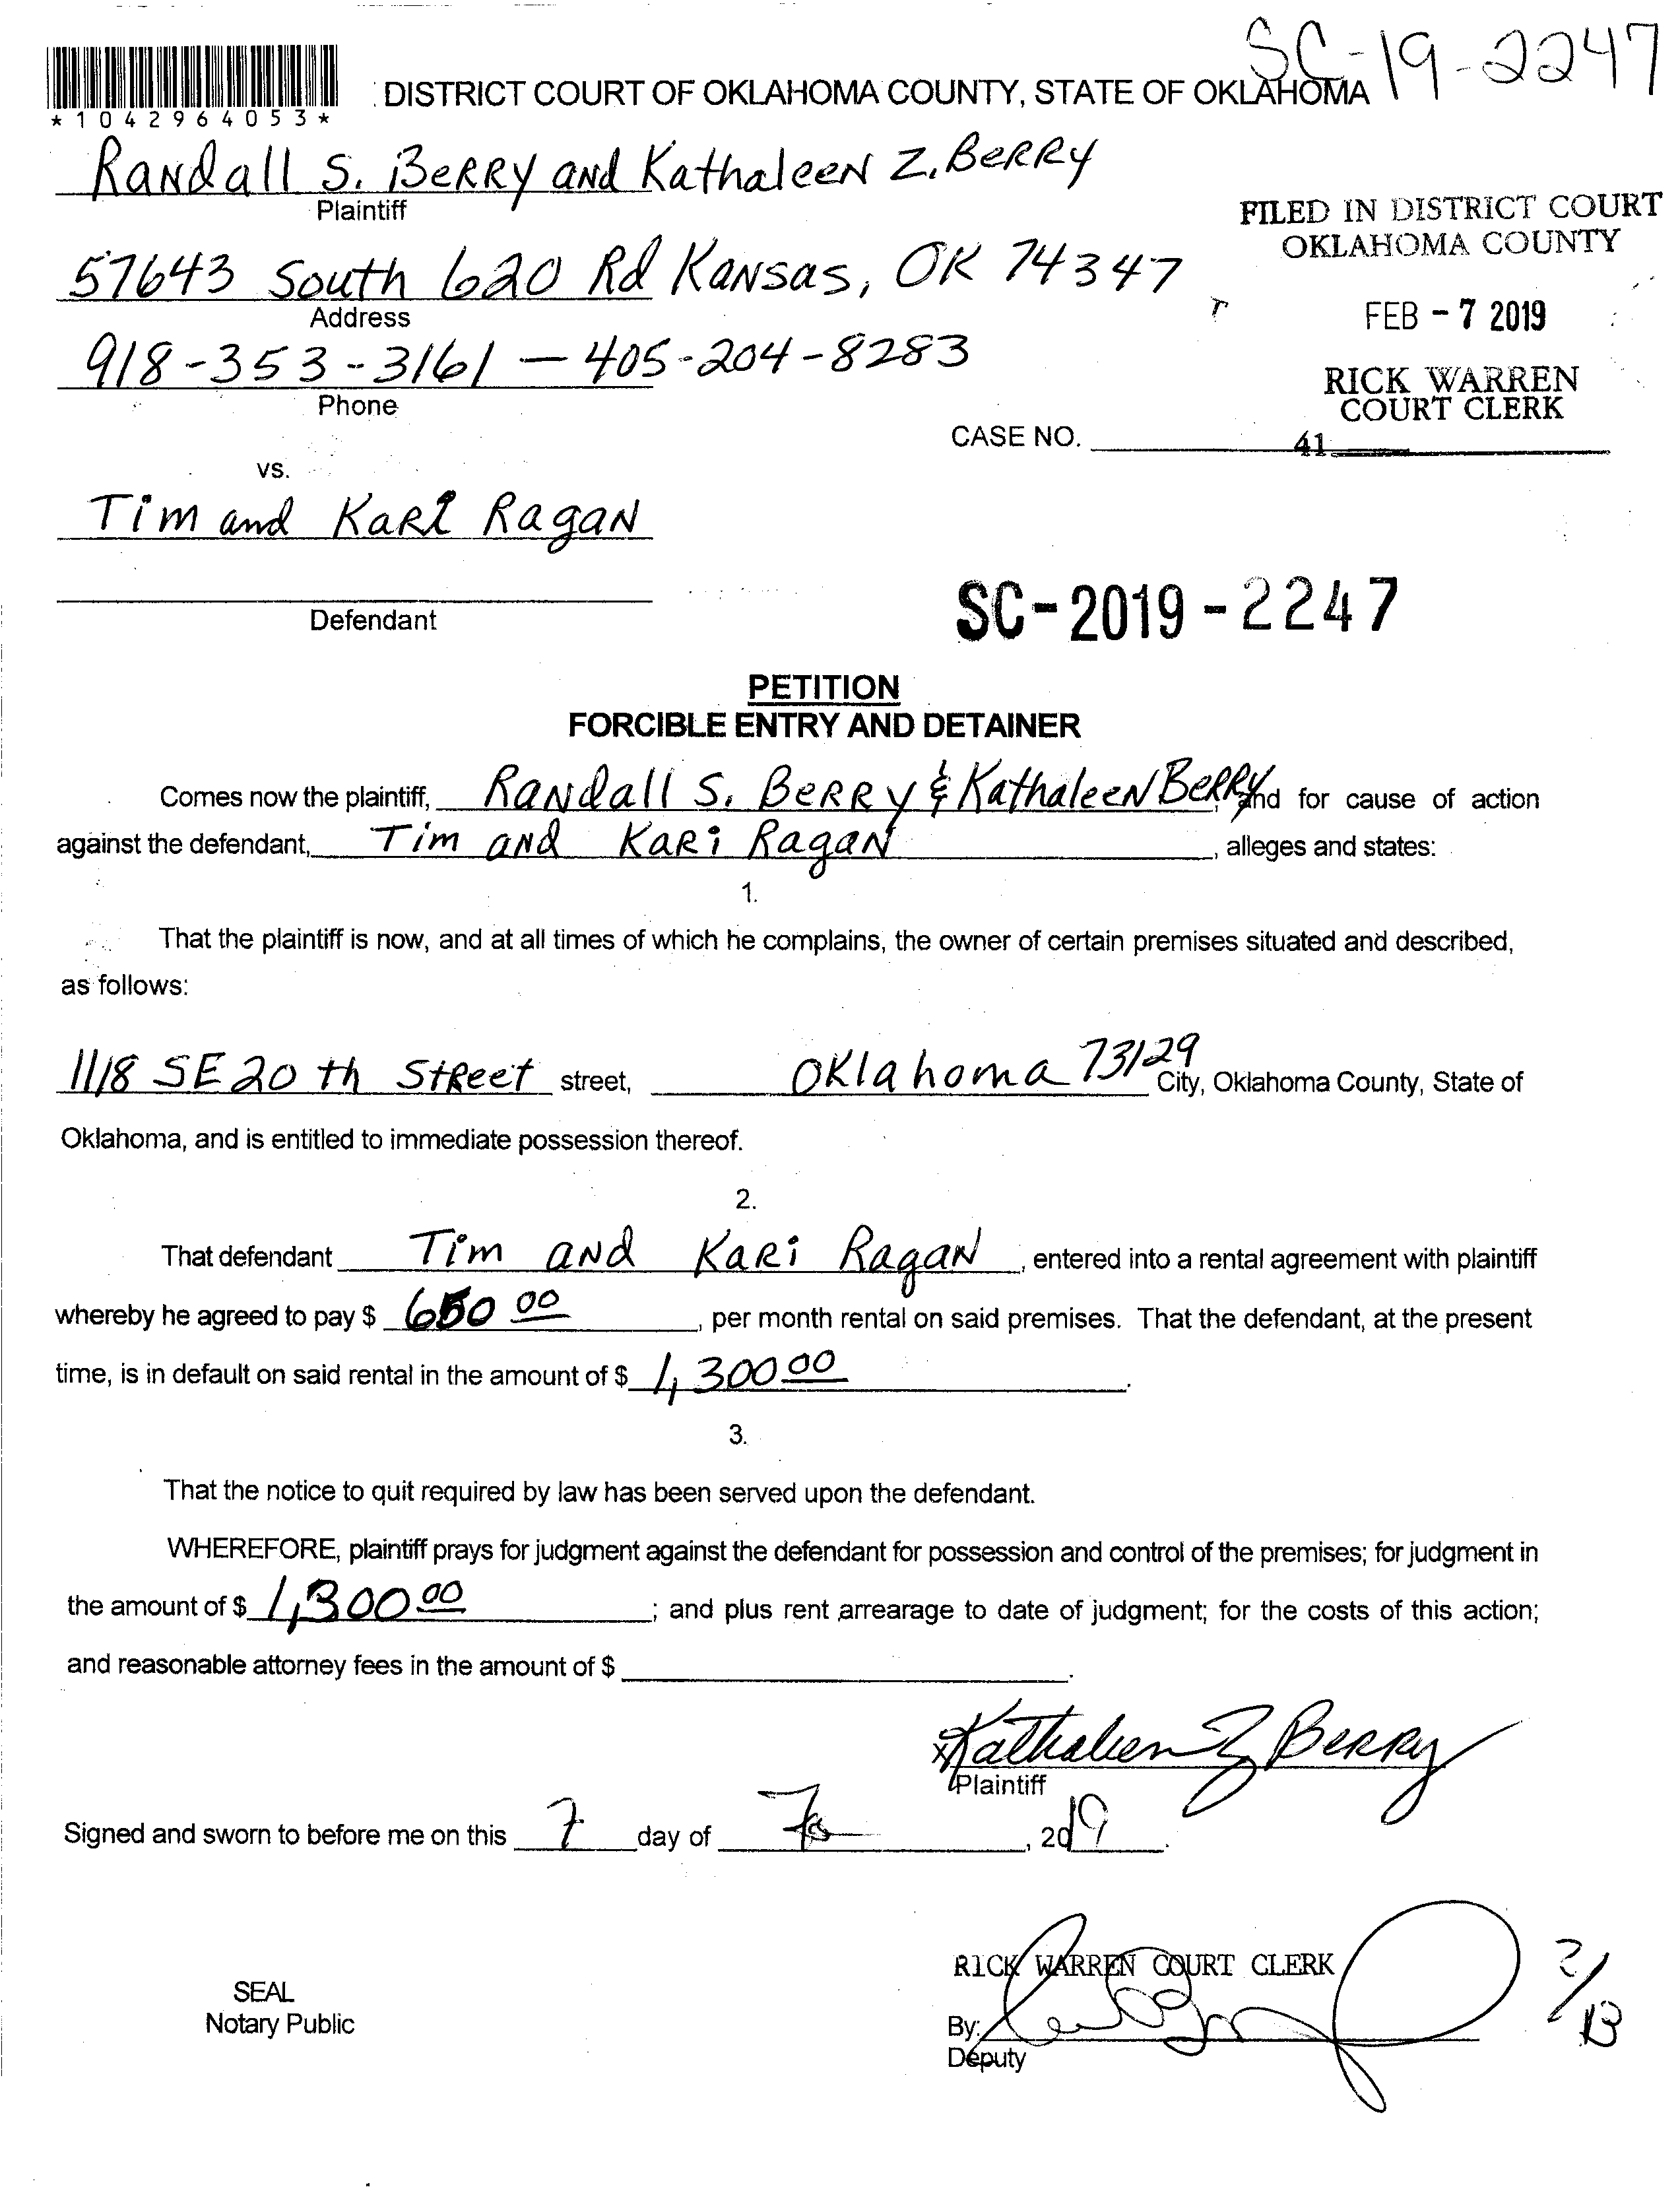 SC-19-2247
*1042964053*
DISTRICT COURT OF OKLAHOMA COUNTY, STATE OF OKLAHOMA
Randall S. Berry and Kathaleen Z. Berry
Plaintiff
FILED IN DISTRICT COURT
OKLAHOMA COUNTY
57643 South 620 Rd Kansas, OK 74347
Address
FEB - 7 2019
918-353-3161 - 405-204-8283
Phone
RICK WARREN
COURT CLERK
CASE NO. 41
vs.
Tim and Kari Ragan
Defendant
SC-2019-2247
PETITION
FORCIBLE ENTRY AND DETAINER
Comes now the plaintiff, Randall S. Berry & Kathaleen Berry, and for cause of action
against the defendant, Tim and Kari Ragan, alleges and states:
1.
That the plaintiff is now, and at all times of which he complains, the owner of certain premises situated and described,
as follows:
1118 SE 20th Street street, Oklahoma 73129 City, Oklahoma County, State of
Oklahoma, and is entitled to immediate possession thereof.
2.
That defendant Tim and Kari Ragan, entered into a rental agreement with plaintiff
whereby he agreed to pay $ 650 00, per month rental on said premises. That the defendant, at the present
time, is in default on said rental in the amount of $ 1,300 00.
3.
That the notice to quit required by law has been served upon the defendant.
WHEREFORE, plaintiff prays for judgment against the defendant for possession and control of the premises; for judgment in
the amount of $ 1,300 00; and plus rent arrearage to date of judgment; for the costs of this action;
and reasonable attorney fees in the amount of $ .
x Kathaleen Z Berry
Plaintiff
Signed and sworn to before me on this 7 day of Feb, 2019.
RICK WARREN COURT CLERK
SEAL
Notary Public
By:
Deputy
2/13